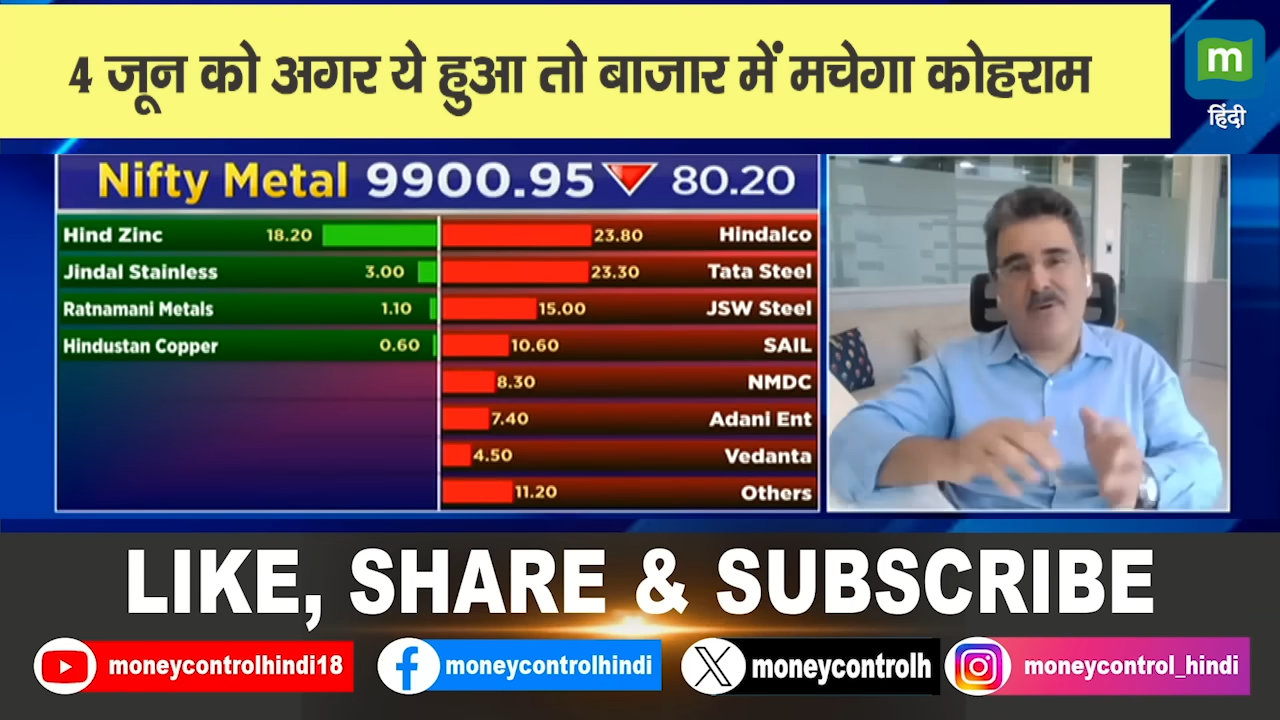 4 जून को अगर ये हुआ तो बाजार में मचेगा कोहराम
m
हिंदी
Nifty Metal 9900.95 80.20
Hind Zinc 18.20 23.80 Hindalco
Jindal Stainless 3.00 23.30 Tata Steel
Ratnamani Metals 1.10 15.00 JSW Steel
Hindustan Copper 0.60 10.60 SAIL
8.30 NMDC
7.40 Adani Ent
4.50 Vedanta
11.20 Others
LIKE, SHARE & SUBSCRIBE
moneycontrolhindi18 moneycontrolhindi moneycontrolh moneycontrol_hindi